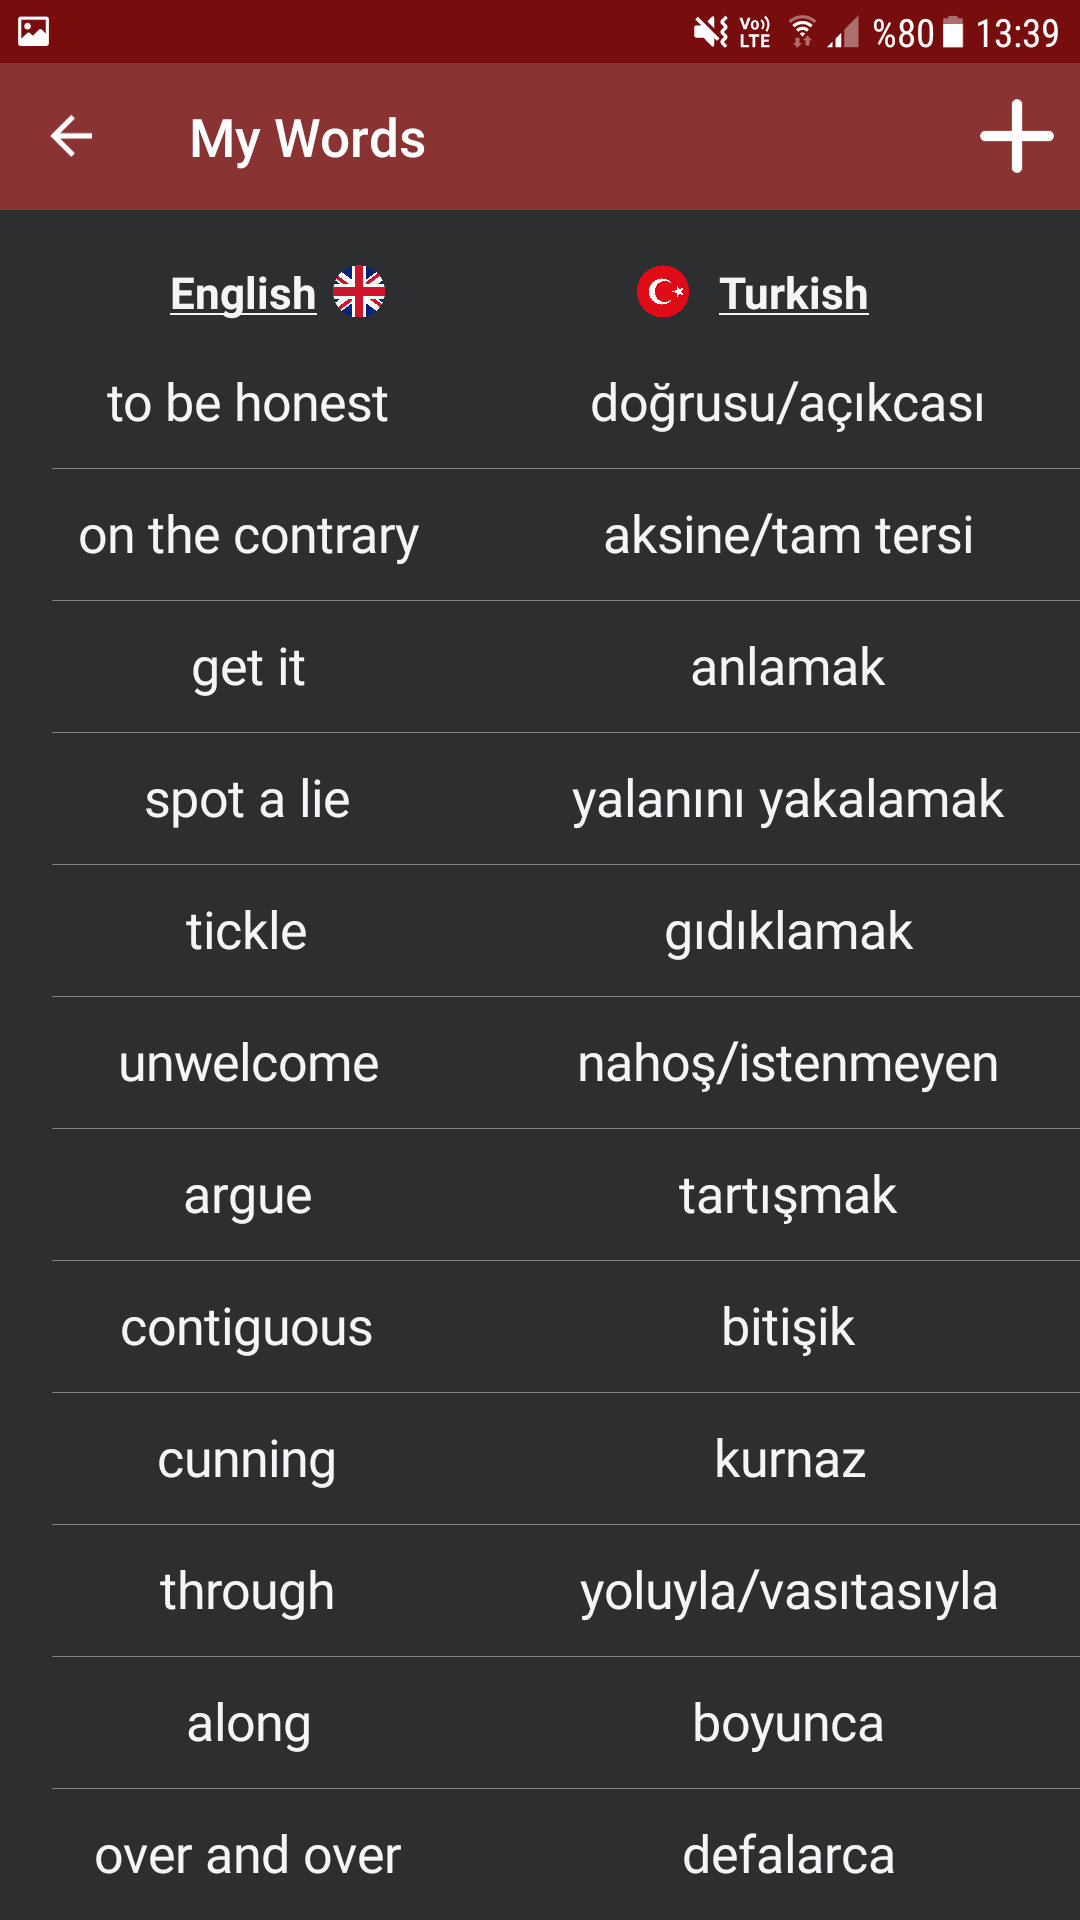 Vo)) LTE %80 13:39
My Words
English Turkish
to be honest doğrusu/açıkcası
on the contrary aksine/tam tersi
get it anlamak
spot a lie yalanını yakalamak
tickle gıdıklamak
unwelcome nahoş/istenmeyen
argue tartışmak
contiguous bitişik
cunning kurnaz
through yoluyla/vasıtasıyla
along boyunca
over and over defalarca